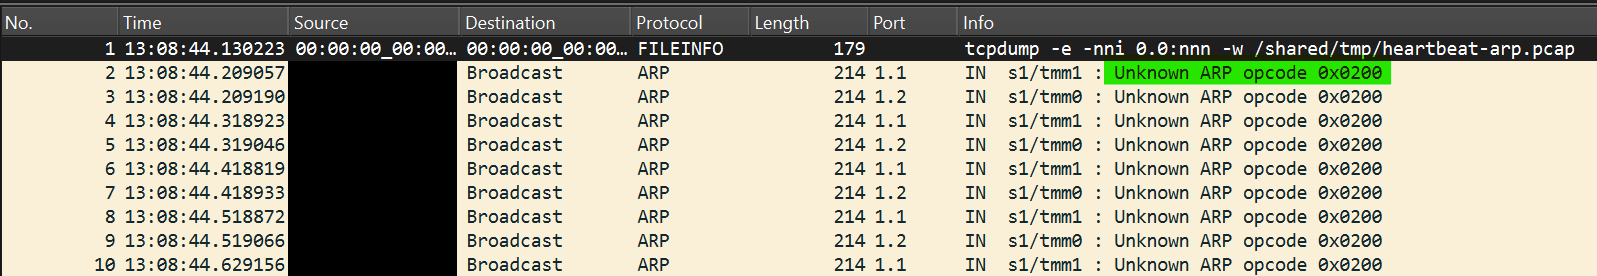 No. Time Source Destination Protocol Length Port Info
1 13:08:44.130223 00:00:00_00:00… 00:00:00_00:00… FILEINFO 179 tcpdump -e -nni 0.0:nnn -w /shared/tmp/heartbeat-arp.pcap
2 13:08:44.209057 Broadcast ARP 214 1.1 IN s1/tmm1 : Unknown ARP opcode 0x0200
3 13:08:44.209190 Broadcast ARP 214 1.2 IN s1/tmm0 : Unknown ARP opcode 0x0200
4 13:08:44.318923 Broadcast ARP 214 1.1 IN s1/tmm1 : Unknown ARP opcode 0x0200
5 13:08:44.319046 Broadcast ARP 214 1.2 IN s1/tmm0 : Unknown ARP opcode 0x0200
6 13:08:44.418819 Broadcast ARP 214 1.1 IN s1/tmm1 : Unknown ARP opcode 0x0200
7 13:08:44.418933 Broadcast ARP 214 1.2 IN s1/tmm0 : Unknown ARP opcode 0x0200
8 13:08:44.518872 Broadcast ARP 214 1.1 IN s1/tmm1 : Unknown ARP opcode 0x0200
9 13:08:44.519066 Broadcast ARP 214 1.2 IN s1/tmm0 : Unknown ARP opcode 0x0200
10 13:08:44.629156 Broadcast ARP 214 1.1 IN s1/tmm1 : Unknown ARP opcode 0x0200